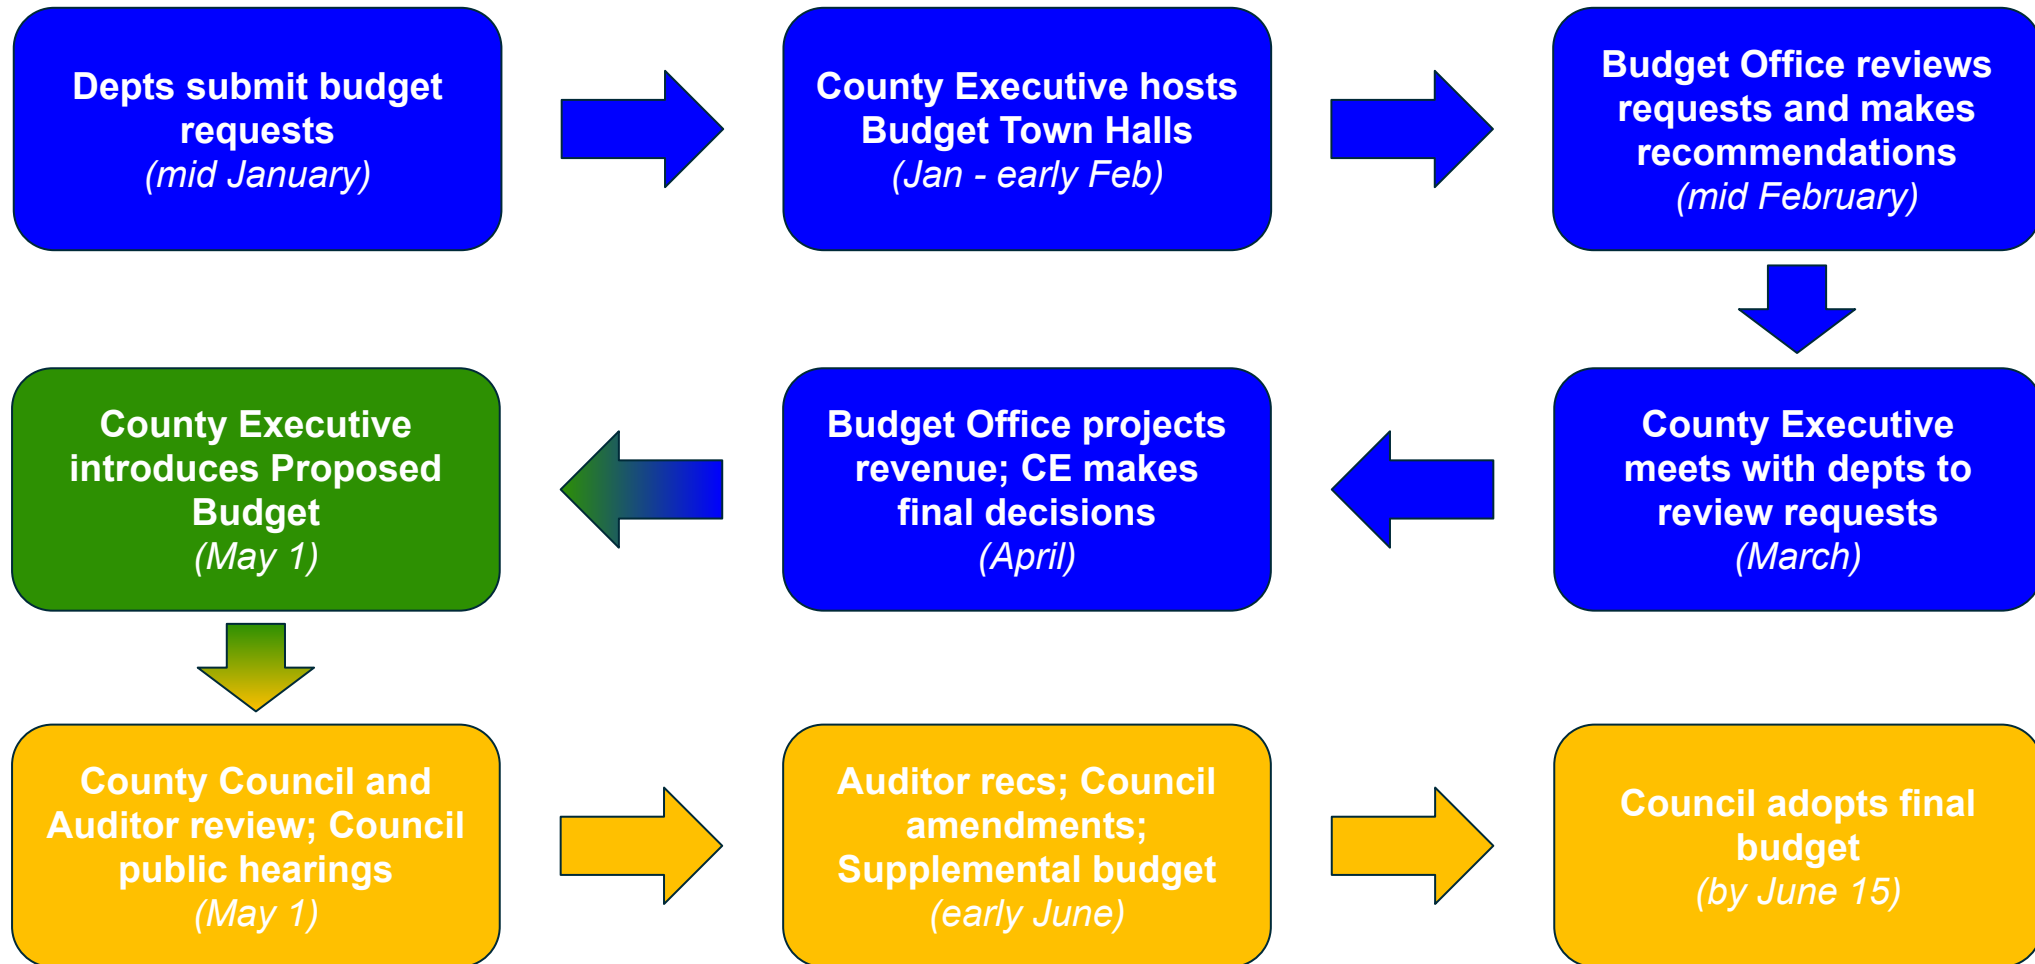 Depts submit budget
requests
(mid January)
County Executive hosts
Budget Town Halls
(Jan - early Feb)
Budget Office reviews
requests and makes
recommendations
(mid February)
County Executive
meets with depts to
review requests
(March)
Budget Office projects
revenue; CE makes
final decisions
(April)
County Executive
introduces Proposed
Budget
(May 1)
County Council and
Auditor review; Council
public hearings
(May 1)
Auditor recs; Council
amendments;
Supplemental budget
(early June)
Council adopts final
budget
(by June 15)